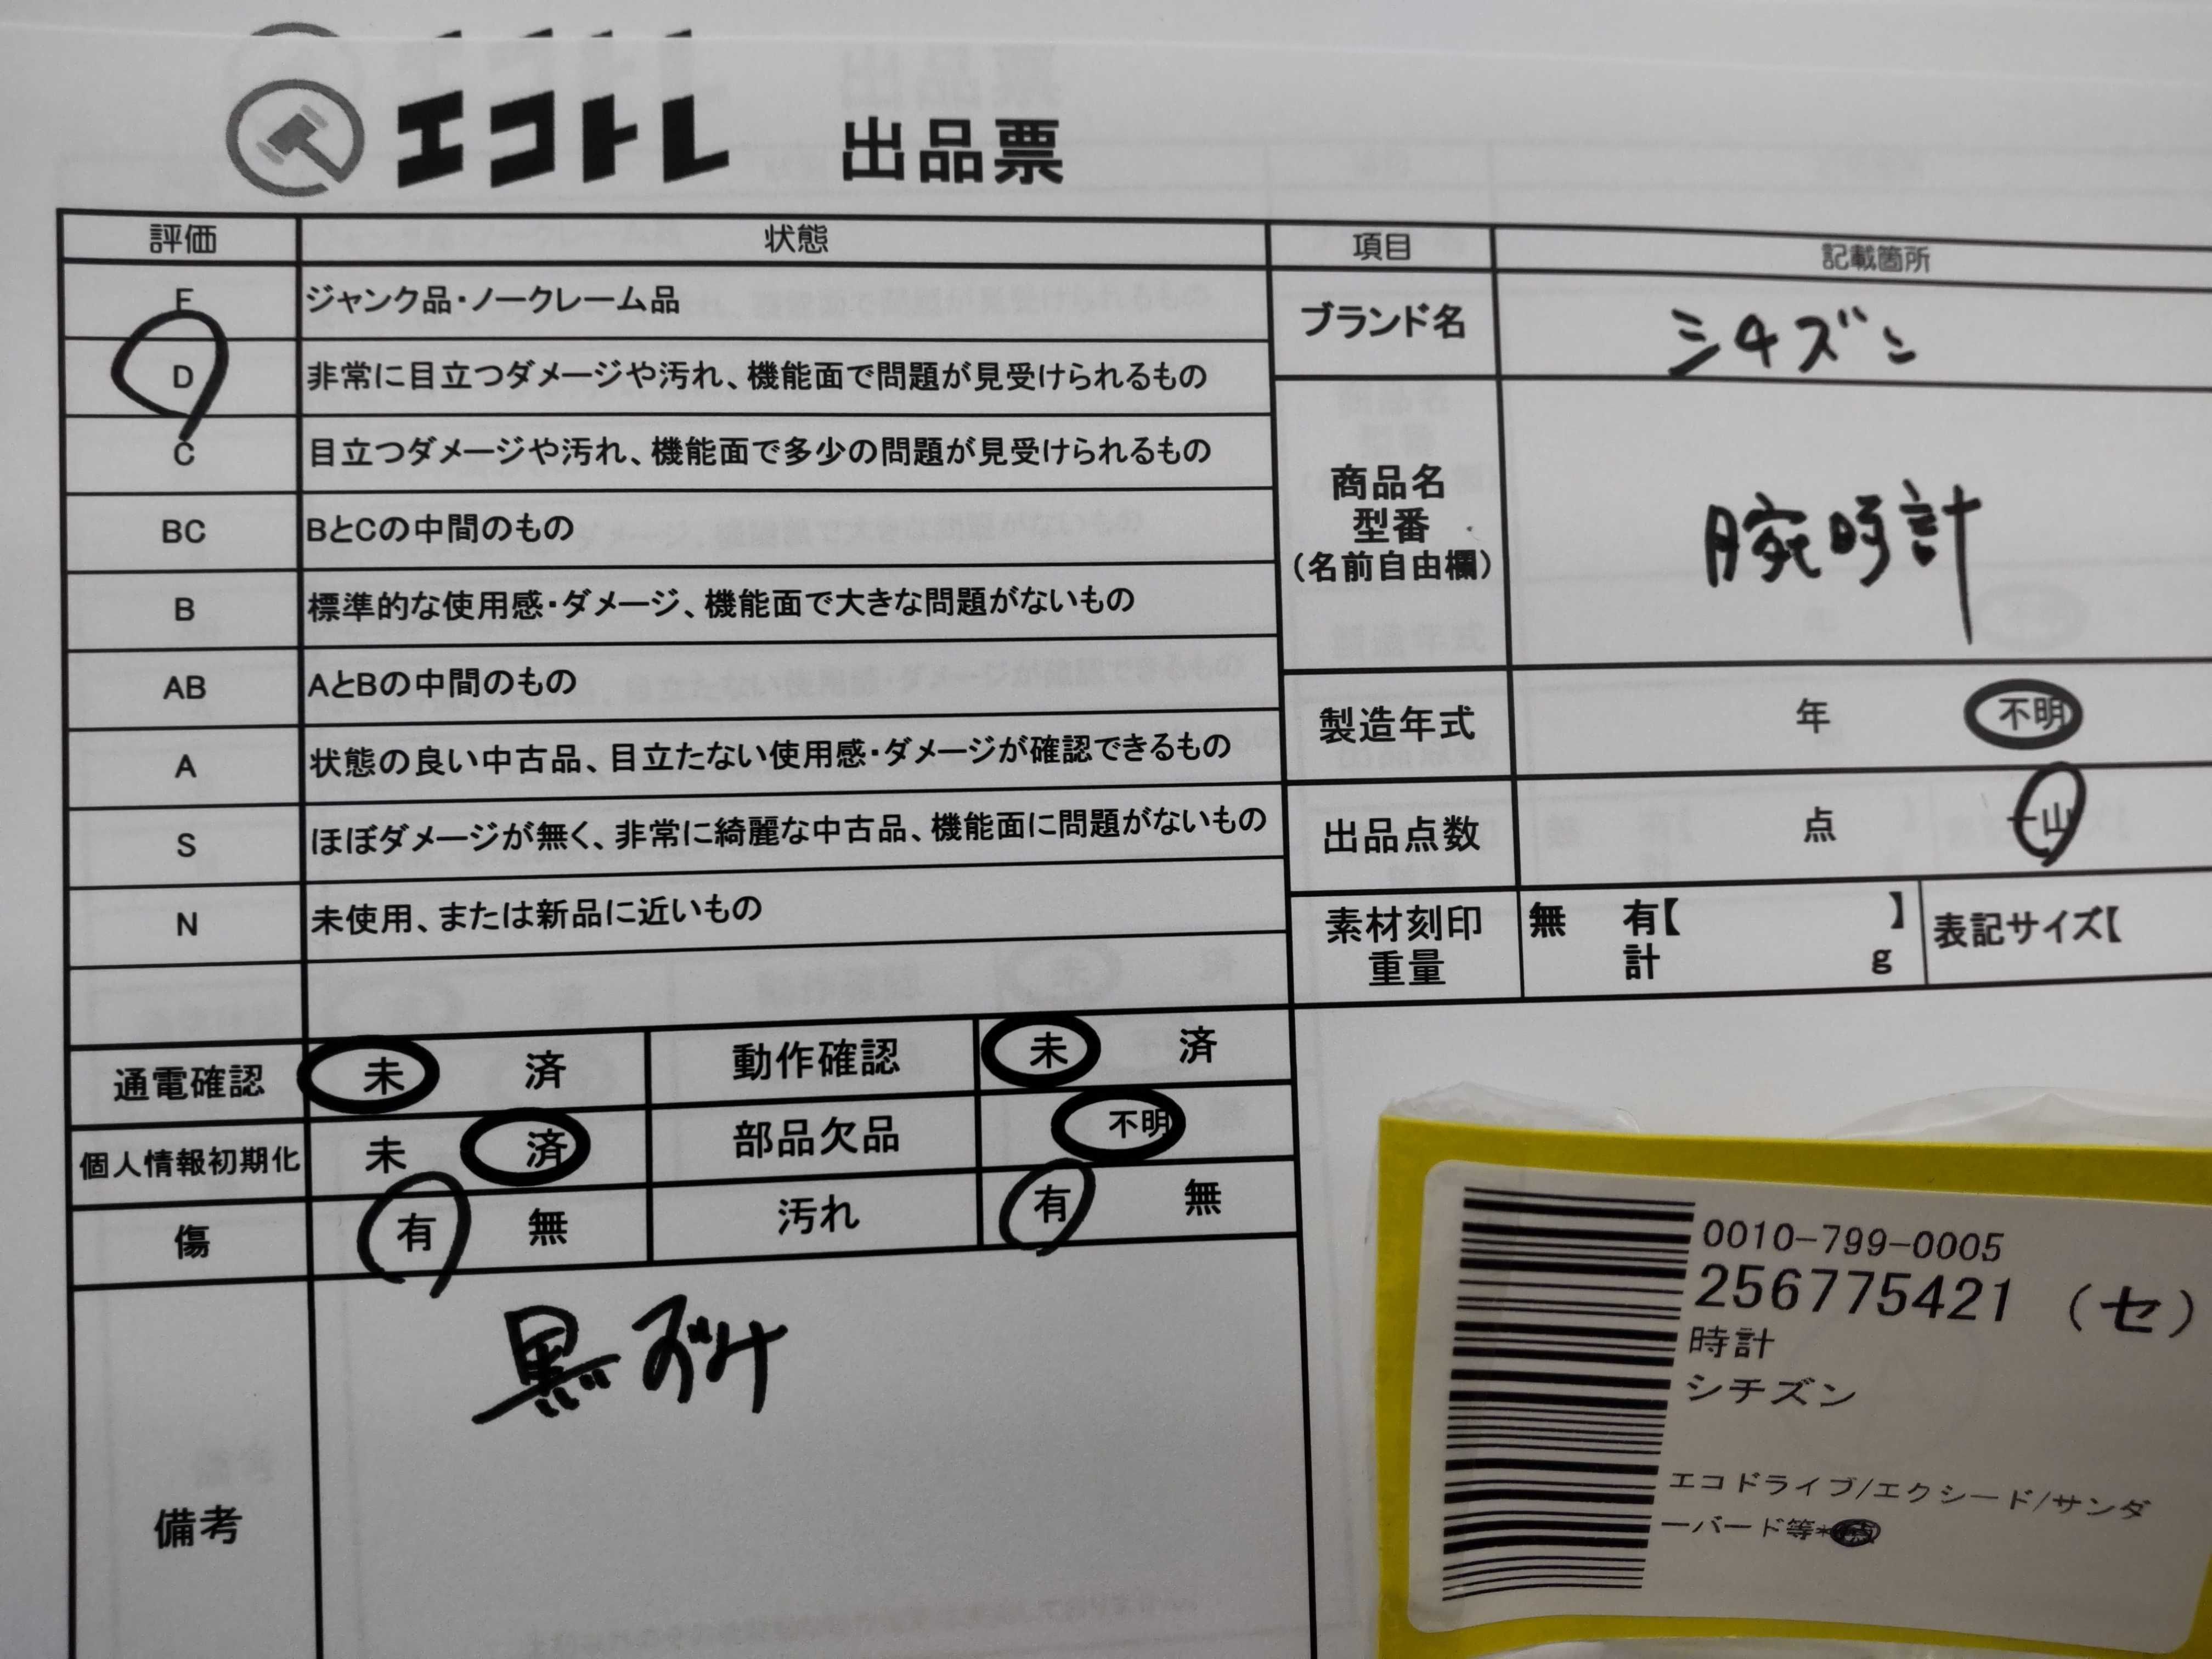 エコトレ 出品票
評価 状態
F ジャンク品・ノークレーム品
D 非常に目立つダメージや汚れ、機能面で問題が見受けられるもの
C 目立つダメージや汚れ、機能面で多少の問題が見受けられるもの
BC BとCの中間のもの
B 標準的な使用感・ダメージ、機能面で大きな問題がないもの
AB AとBの中間のもの
A 状態の良い中古品、目立たない使用感・ダメージが確認できるもの
S ほぼダメージが無く、非常に綺麗な中古品、機能面に問題がないもの
N 未使用、または新品に近いもの
項目 記載箇所
ブランド名 シチズン
商品名
型番
(名前自由欄)
腕時計
製造年式 年 不明
出品点数 点 一山
素材刻印 無 有【 】 表記サイズ【
重量 計 g
通電確認 未 済 動作確認 未 済
個人情報初期化 未 済 部品欠品 不明
傷 有 無 汚れ 有 無
備考
黒
0010-799-0005
256775421 (セ)
時計
シチズン
エコドライブ/エクシード/サンダ
ーバード等*